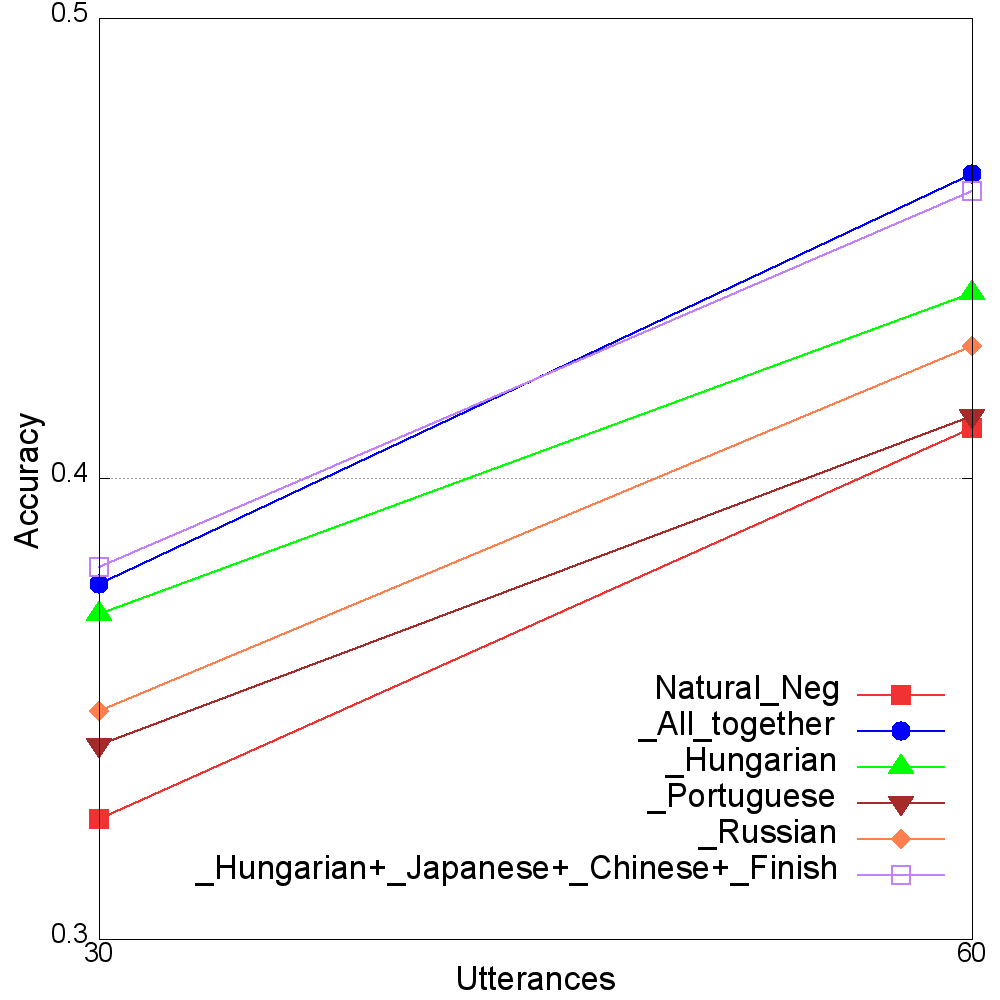 0.5
Accuracy
0.4
Natural_Neg
_All_together
_Hungarian
_Portuguese
_Russian
_Hungarian+_Japanese+_Chinese+_Finish
0.3
30
60
Utterances